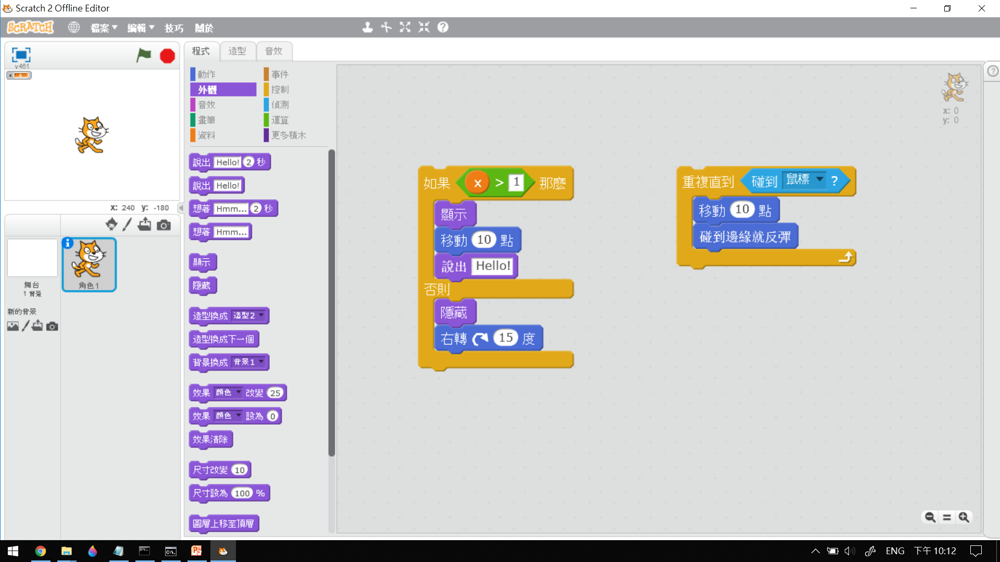 Scratch 2 Offline Editor
SCRATCH 檔案 編輯 技巧 關於
v461
x 0
x: 240 y: -180
舞台
1 背景
新的背景
角色1
程式 造型 音效
動作 事件
外觀 控制
音效 偵測
畫筆 運算
資料 更多積木
說出 Hello! 2 秒
說出 Hello!
想著 Hmm... 2 秒
想著 Hmm...
顯示
隱藏
造型換成 造型2
造型換成下一個
背景換成 背景1
效果 顏色 改變 25
效果 顏色 設為 0
效果清除
尺寸改變 10
尺寸設為 100 %
圖層上移至頂層
如果 x > 1 那麼
顯示
移動 10 點
說出 Hello!
否則
隱藏
右轉 15 度
重複直到 碰到 鼠標 ?
移動 10 點
碰到邊緣就反彈
x: 0
y: 0
ENG 下午 10:12